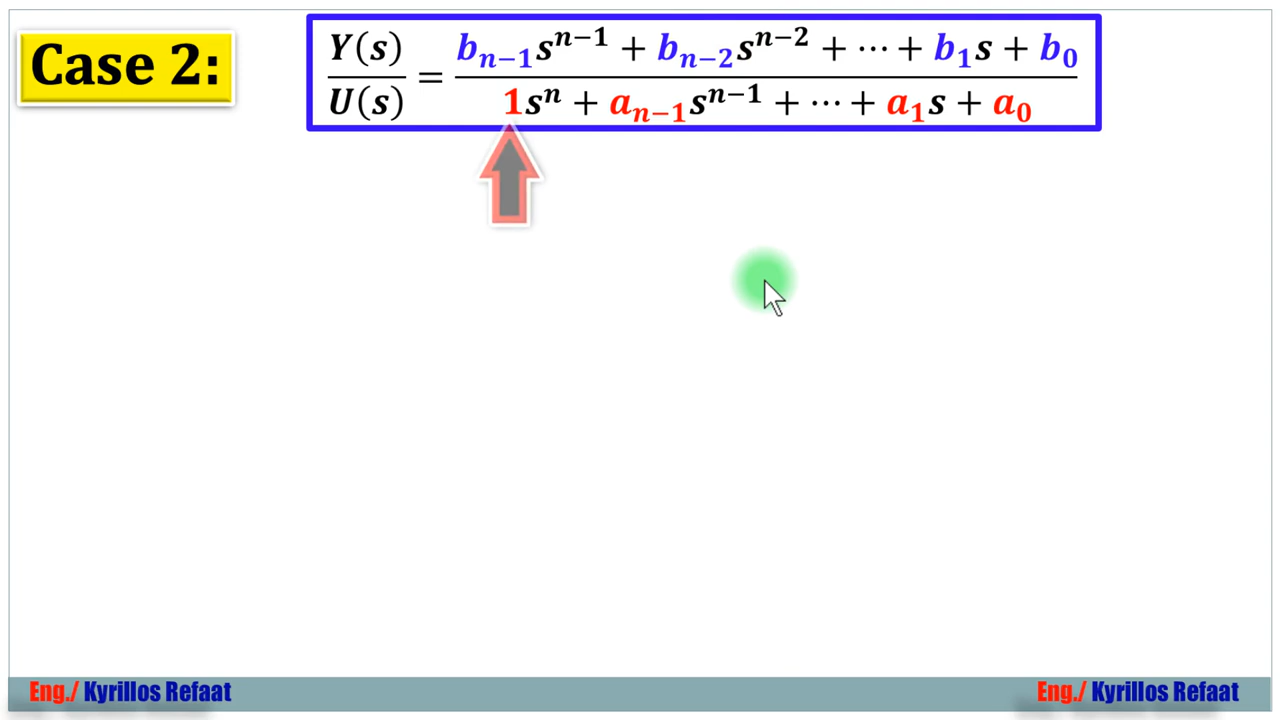 Case 2:
Y(s)/U(s) = (b_{n−1}s^{n−1} + b_{n−2}s^{n−2} + ⋯ + b_1s + b_0)/(1s^n + a_{n−1}s^{n−1} + ⋯ + a_1s + a_0)
Eng./ Kyrillos Refaat
Eng./ Kyrillos Refaat